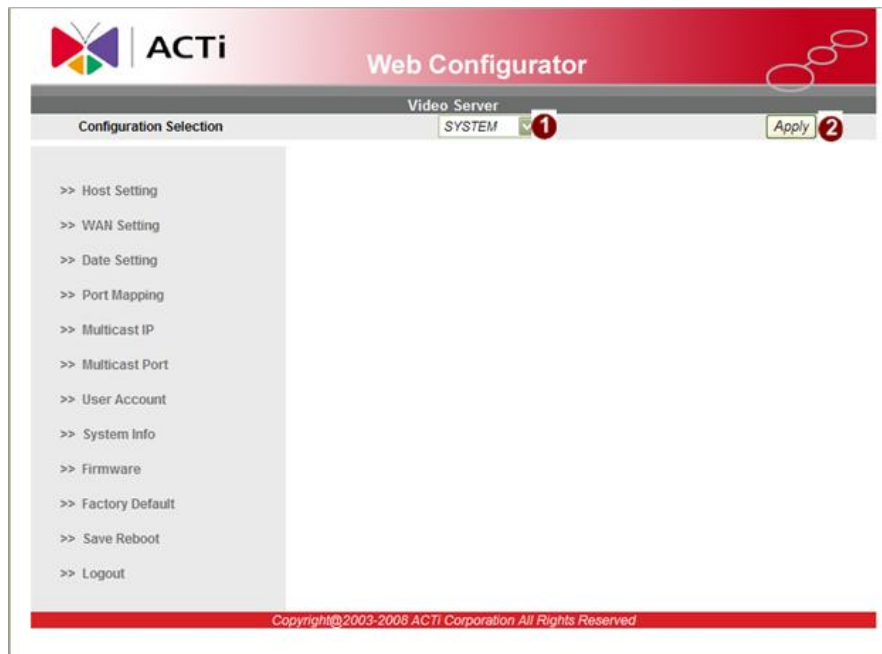 ACTi
Web Configurator
Video Server
Configuration Selection SYSTEM 1 Apply 2
>> Host Setting
>> WAN Setting
>> Date Setting
>> Port Mapping
>> Multicast IP
>> Multicast Port
>> User Account
>> System Info
>> Firmware
>> Factory Default
>> Save Reboot
>> Logout
Copyright@2003-2008 ACTi Corporation All Rights Reserved